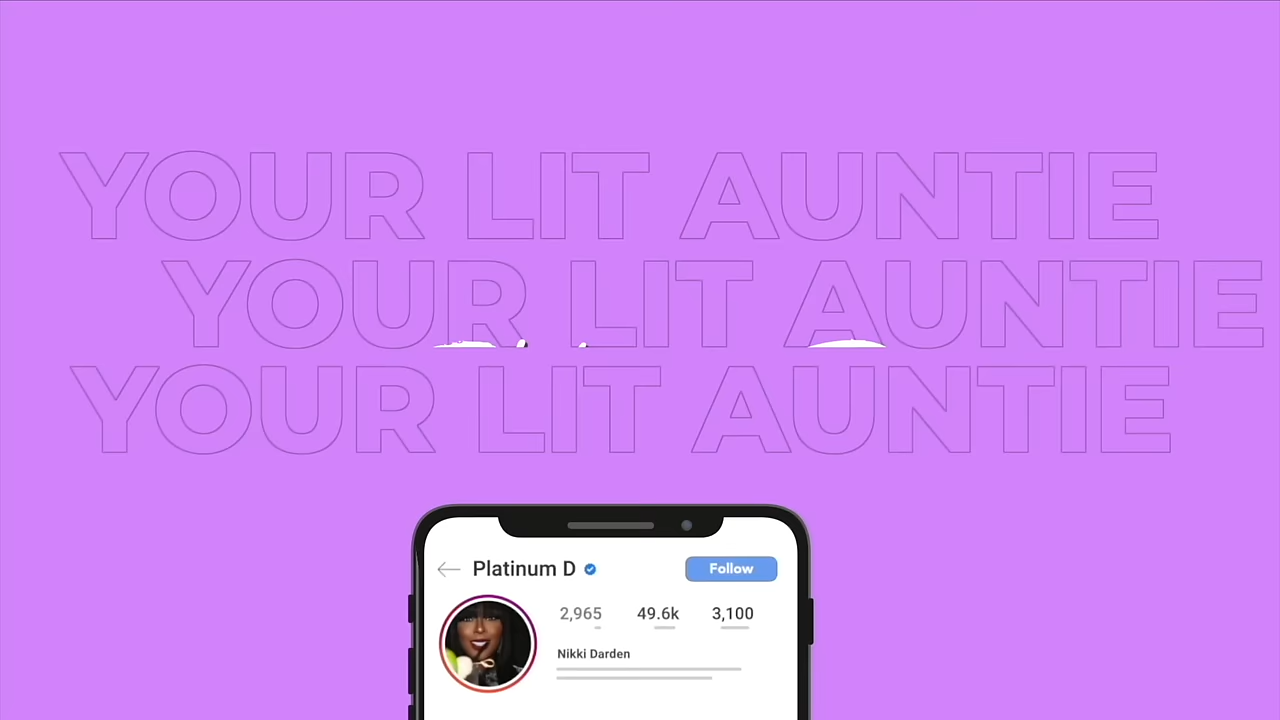 YOUR LIT AUNTIE
YOUR LIT AUNTIE
YOUR LIT AUNTIE
Platinum D
Follow
2,965 49.6k 3,100
Nikki Darden